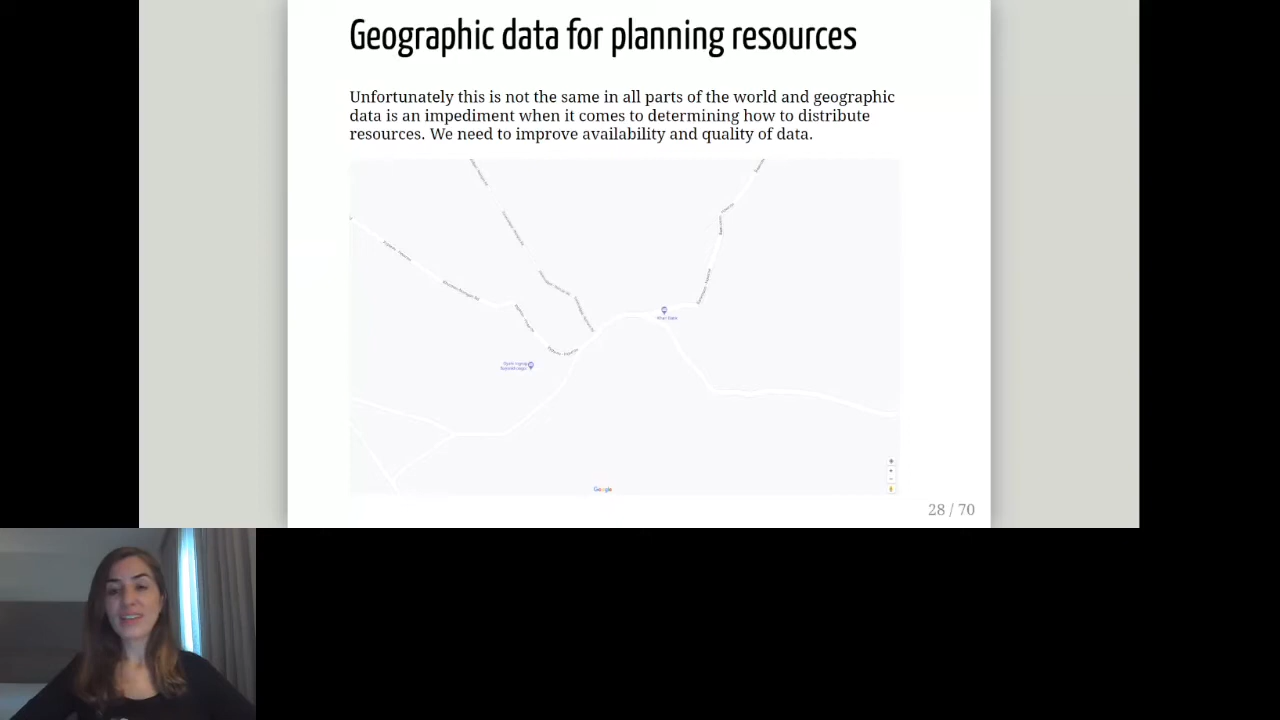 Geographic data for planning resources
Unfortunately this is not the same in all parts of the world and geographic
data is an impediment when it comes to determining how to distribute
resources. We need to improve availability and quality of data.
Google
28 / 70